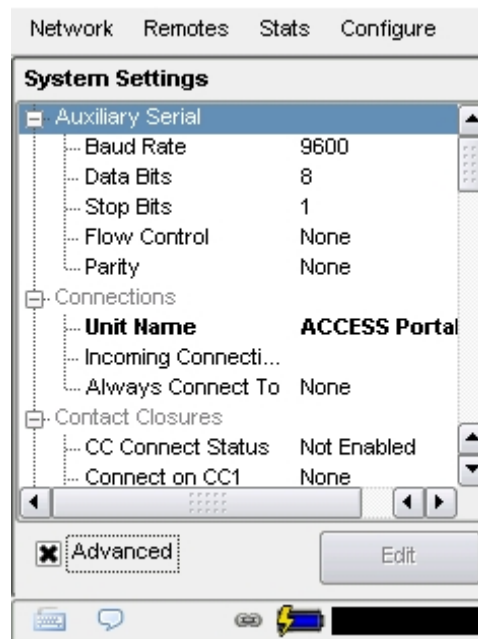 Network Remotes Stats Configure
System Settings
Auxiliary Serial
Baud Rate 9600
Data Bits 8
Stop Bits 1
Flow Control None
Parity None
Connections
Unit Name ACCESS Portal
Incoming Connecti...
Always Connect To None
Contact Closures
CC Connect Status Not Enabled
Connect on CC1 None
Advanced Edit